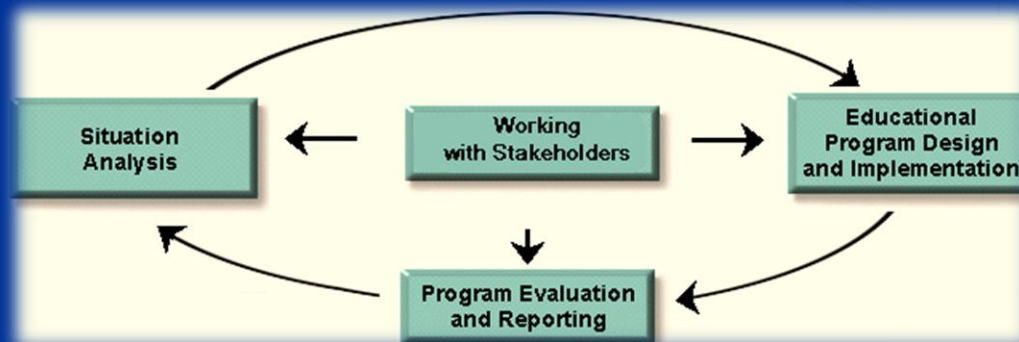 Situation
Analysis
Working
with Stakeholders
Educational
Program Design
and Implementation
Program Evaluation
and Reporting